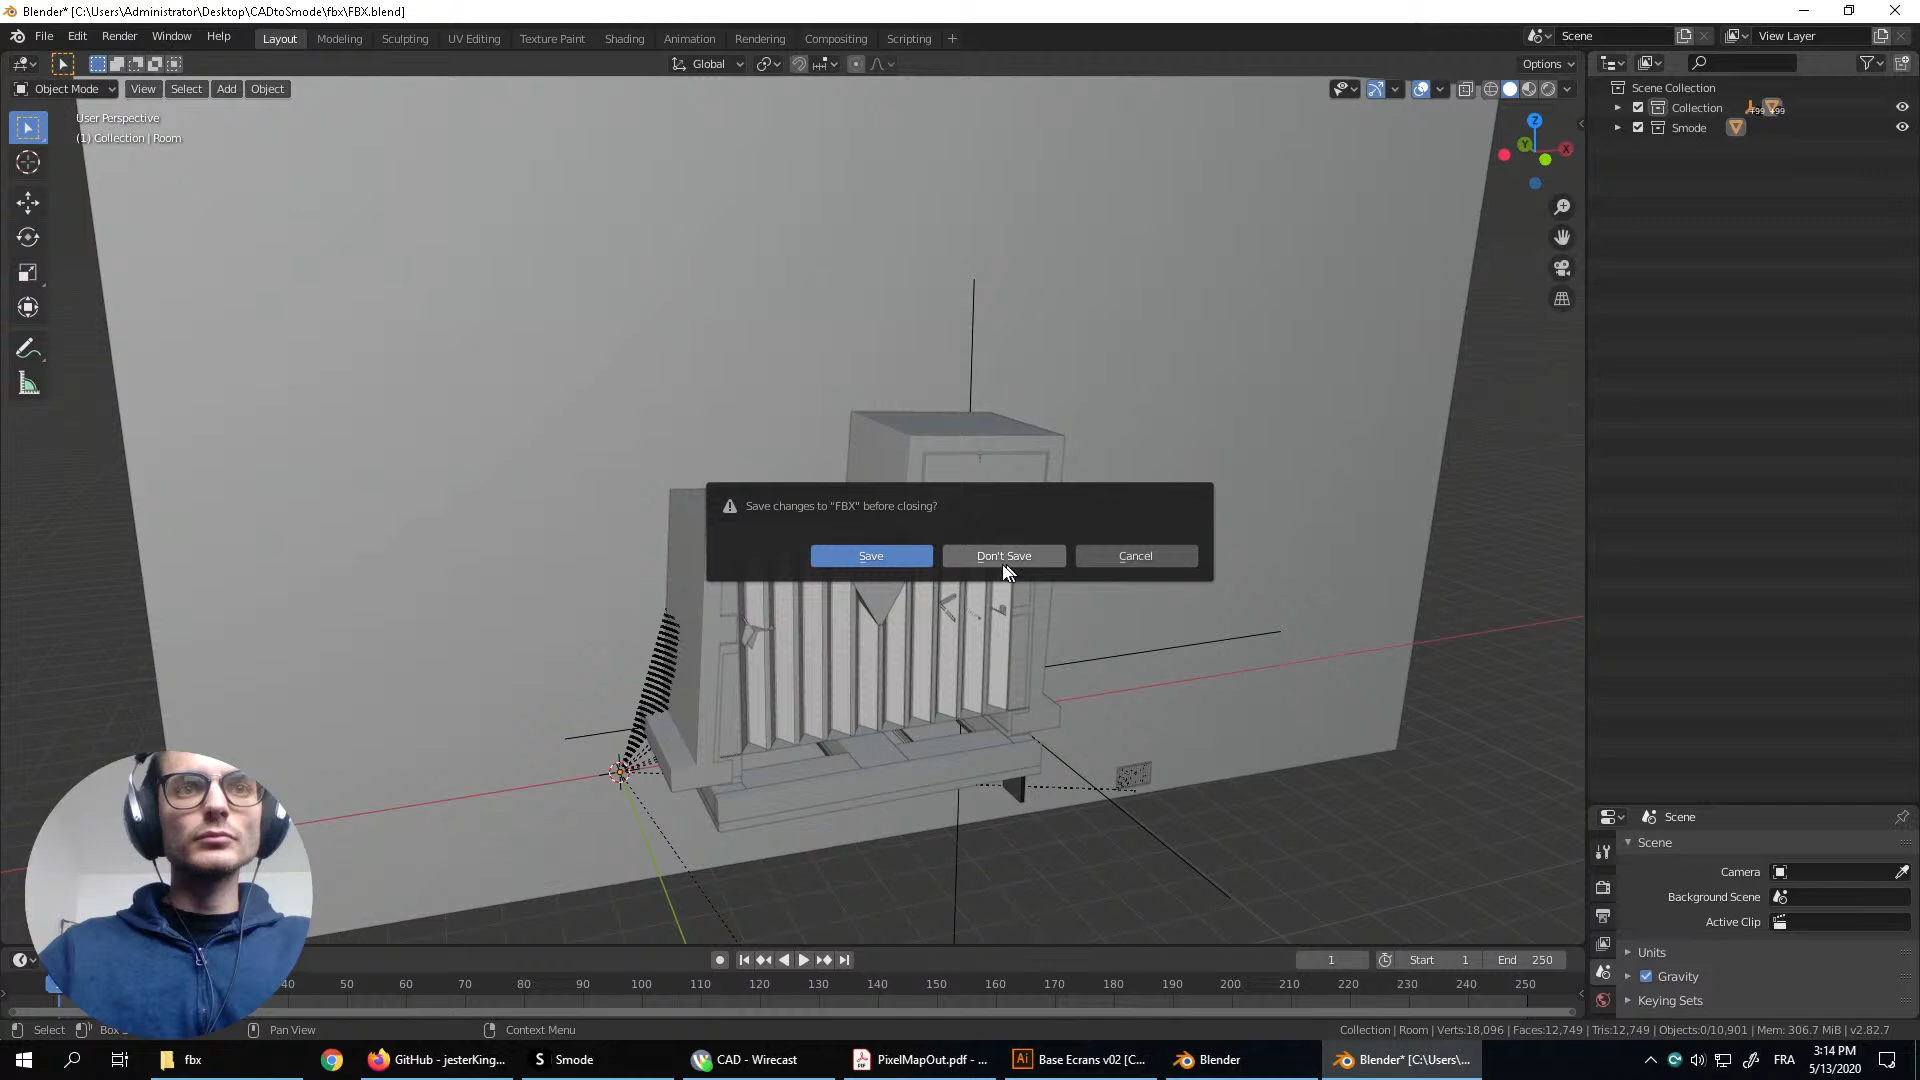 Blender* [C:\Users\Administrator\Desktop\CADtoSmode\fbx\FBX.blend]
File Edit Render Window Help Layout Modeling Sculpting UV Editing Texture Paint Shading Animation Rendering Compositing Scripting + Scene View Layer
Global Options
Object Mode View Select Add Object
User Perspective
(1) Collection | Room
Z
Y X
Scene Collection
Collection +99 +99
Smode
Save changes to "FBX" before closing?
Save Don't Save Cancel
Scene
Scene
Camera
Background Scene
Active Clip
Units
Gravity
Keying Sets
1 Start 1 End 250
40 50 60 70 80 90 100 110 120 130 140 150 160 170 180 190 200 210 220 230 240 250
Select Box Pan View Context Menu
Collection | Room | Verts:18,096 | Faces:12,749 | Tris:12,749 | Objects:0/10,901 | Mem: 306.7 MiB | v2.82.7
fbx GitHub - jesterKing... Smode CAD - Wirecast PixelMapOut.pdf - ... Base Ecrans v02 [C... Blender Blender* [C:\Users\... FRA
3:14 PM
5/13/2020